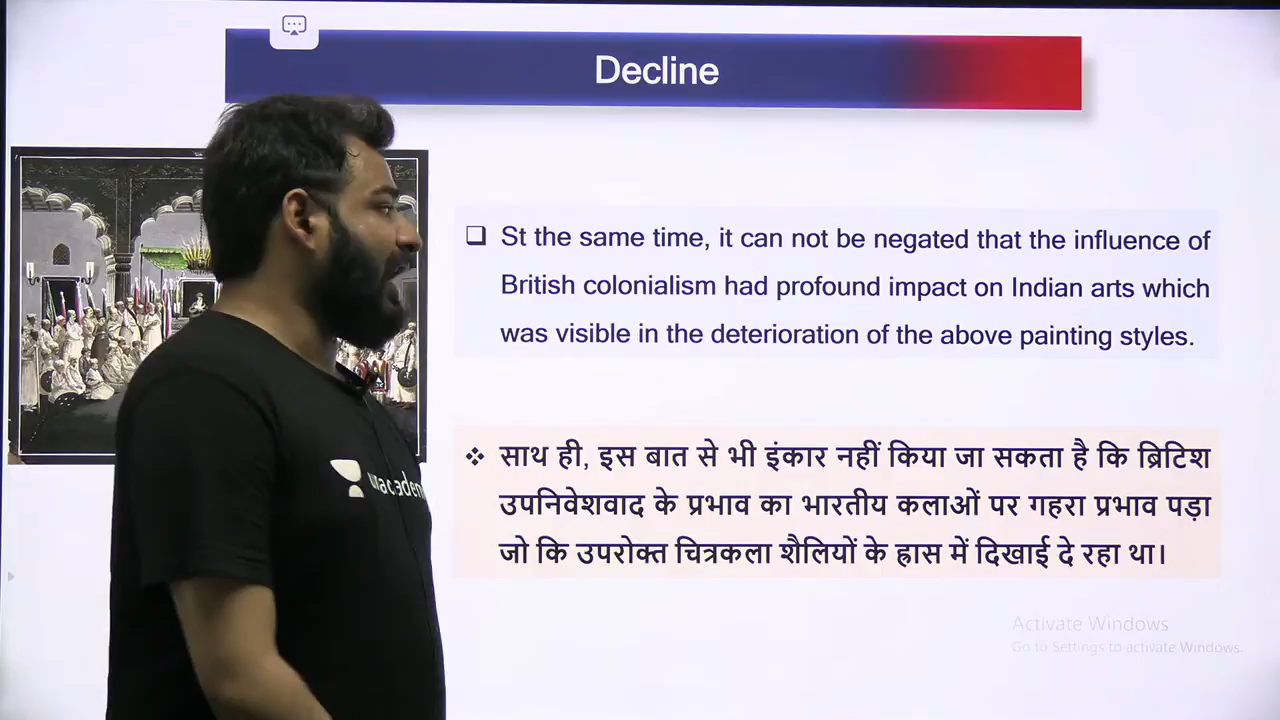 Decline
St the same time, it can not be negated that the influence of
British colonialism had profound impact on Indian arts which
was visible in the deterioration of the above painting styles.
साथ ही, इस बात से भी इंकार नहीं किया जा सकता है कि ब्रिटिश
उपनिवेशवाद के प्रभाव का भारतीय कलाओं पर गहरा प्रभाव पड़ा
जो कि उपरोक्त चित्रकला शैलियों के ह्रास में दिखाई दे रहा था।
unacademy
Activate Windows
Go to Settings to activate Windows.